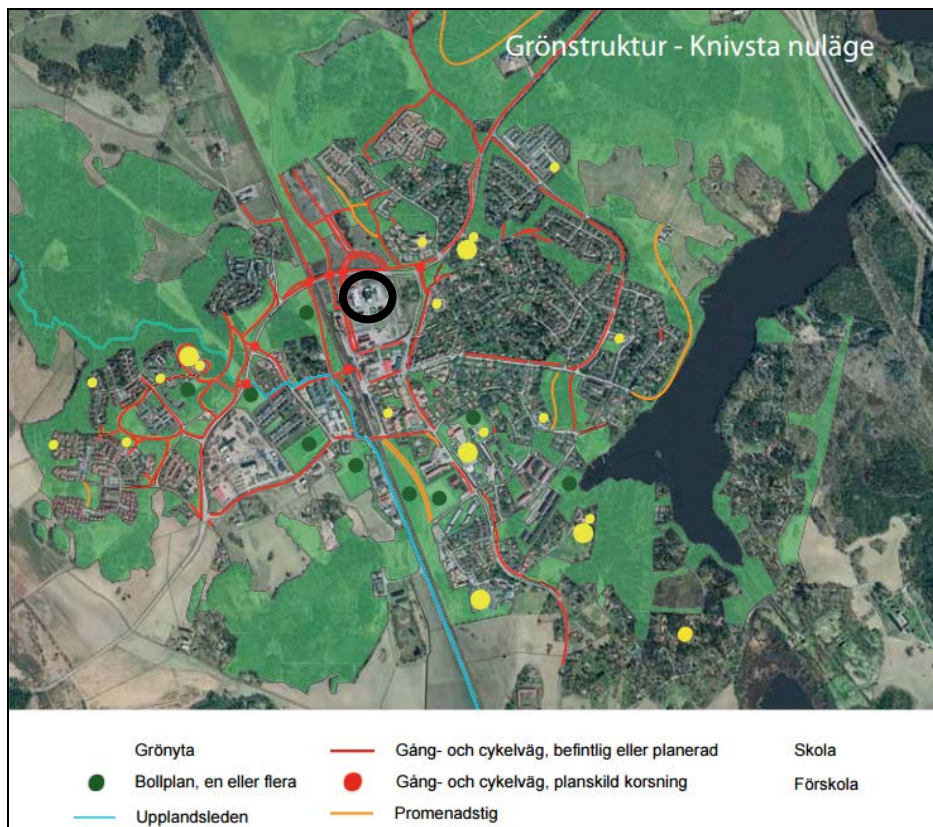 Grönstruktur - Knivsta nuläge
Grönyta
Bollplan, en eller flera
Upplandsleden
Gång- och cykelväg, befintlig eller planerad
Gång- och cykelväg, planskild korsning
Promenadstig
Skola
Förskola